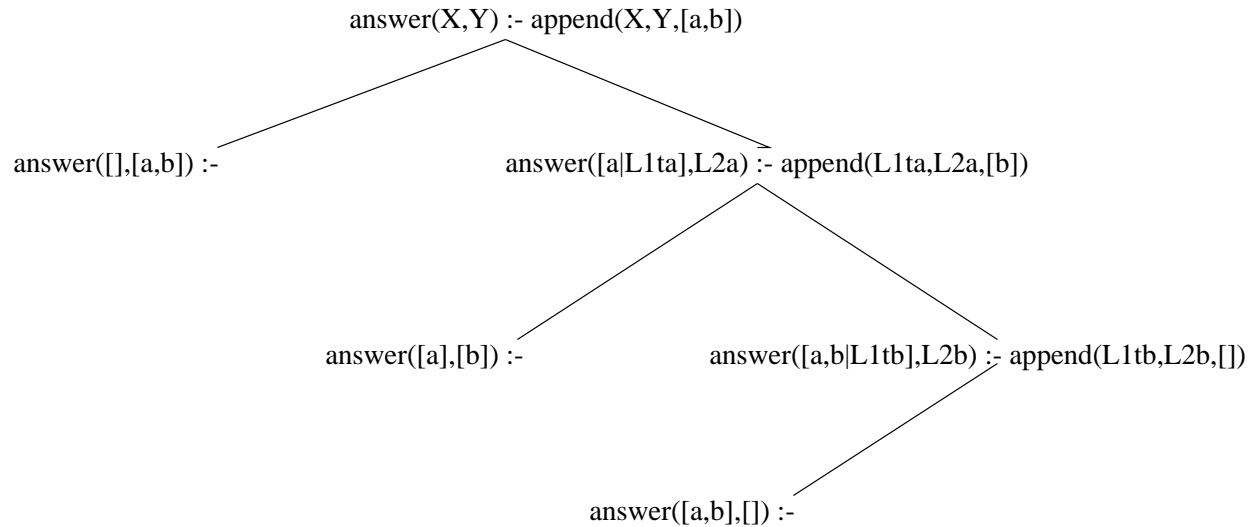 answer(X,Y) :- append(X,Y,[a,b])
answer([],[a,b]) :-
answer([a|L1ta],L2a) :- append(L1ta,L2a,[b])
answer([a],[b]) :-
answer([a,b|L1tb],L2b) :- append(L1tb,L2b,[])
answer([a,b],[]) :-